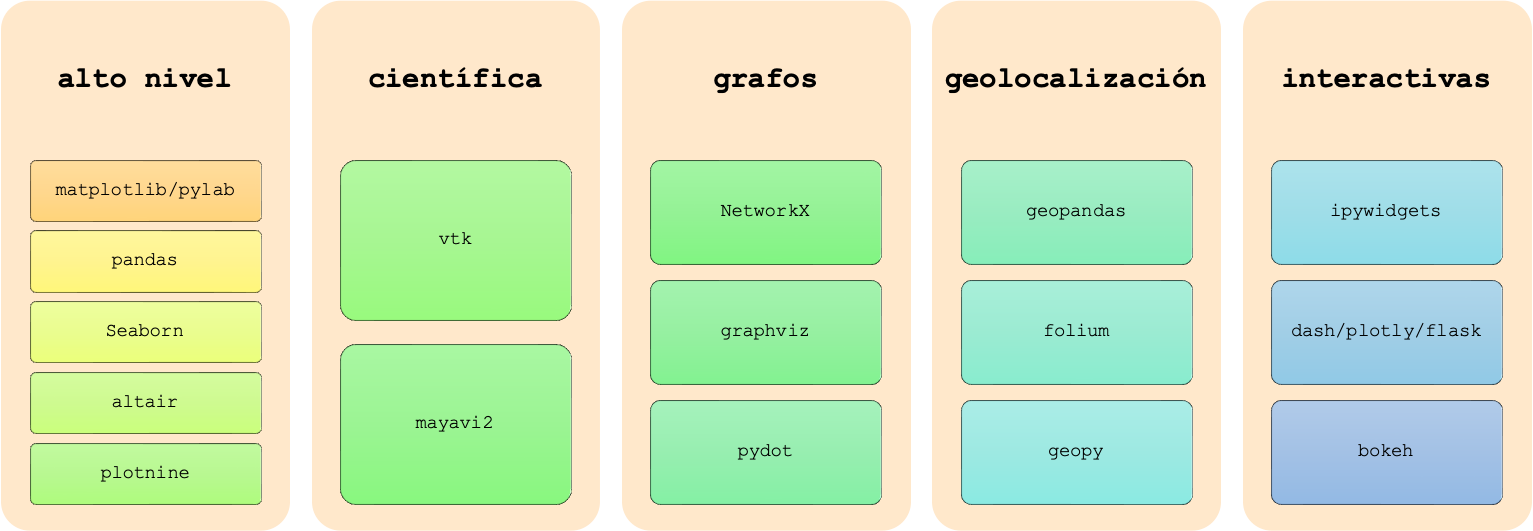 alto nivel
matplotlib/pylab
pandas
Seaborn
altair
plotnine
científica
vtk
mayavi2
grafos
NetworkX
graphviz
pydot
geolocalización
geopandas
folium
geopy
interactivas
ipywidgets
dash/plotly/flask
bokeh